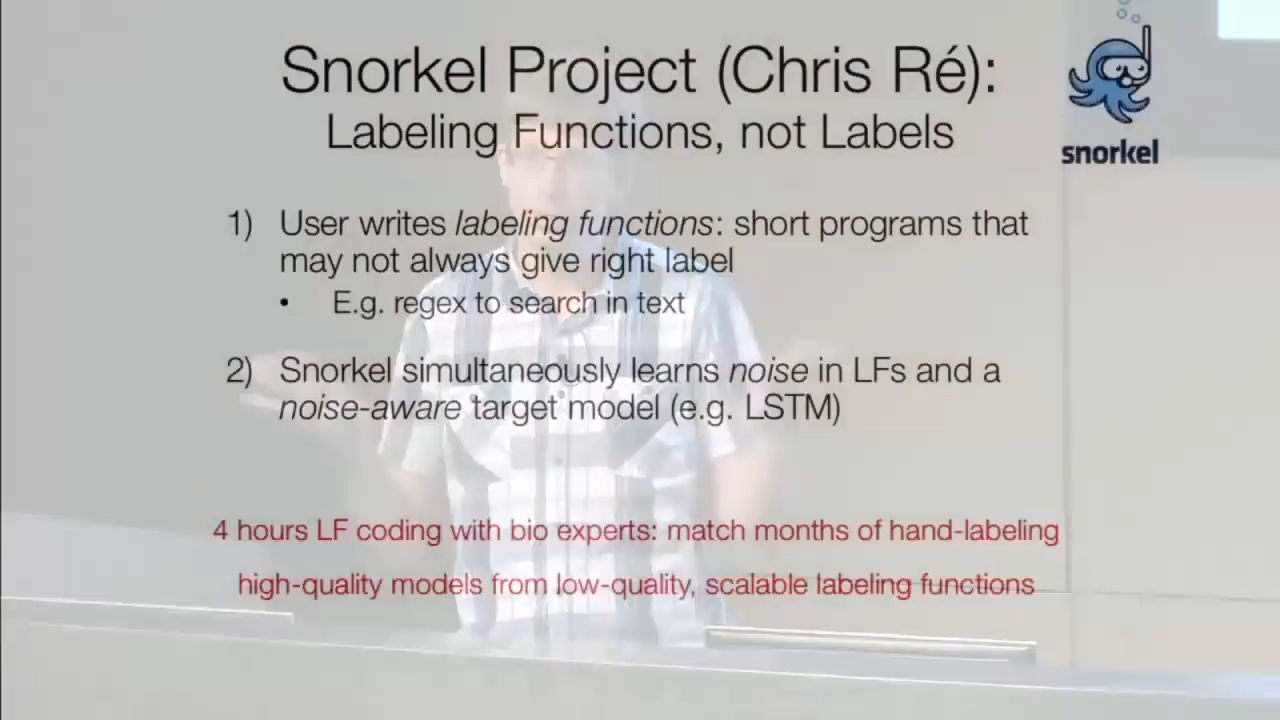 Snorkel Project (Chris Ré):
Labeling Functions, not Labels
snorkel
1) User writes labeling functions: short programs that
may not always give right label
• E.g. regex to search in text
2) Snorkel simultaneously learns noise in LFs and a
noise-aware target model (e.g. LSTM)
4 hours LF coding with bio experts: match months of hand-labeling
high-quality models from low-quality, scalable labeling functions